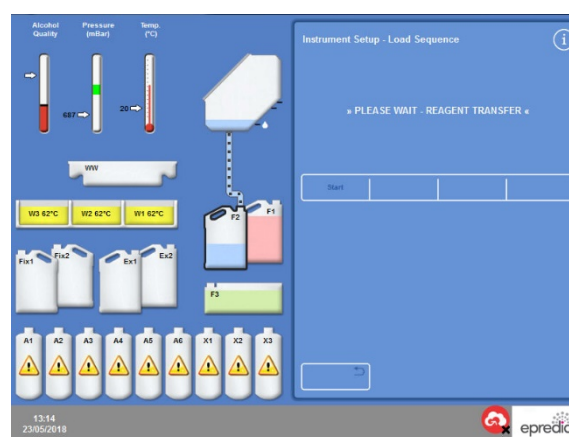 Alcohol Quality
Pressure (mBar)
Temp. (°C)
687
20
WW
W3 62°C
W2 62°C
W1 62°C
F2
F1
Fix1
Fix2
Ex1
Ex2
F3
A1
A2
A3
A4
A5
A6
X1
X2
X3
13:14
23/05/2018
Instrument Setup - Load Sequence
i
» PLEASE WAIT - REAGENT TRANSFER «
Start
epredia